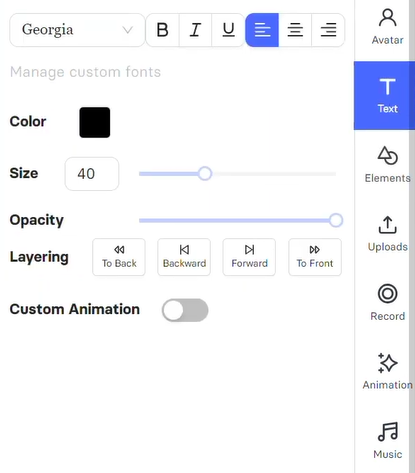 Georgia
B I U
Manage custom fonts
Color
Size 40
Opacity
Layering
To Back Backward Forward To Front
Custom Animation
Avatar
T
Text
Elements
Uploads
Record
Animation
Music